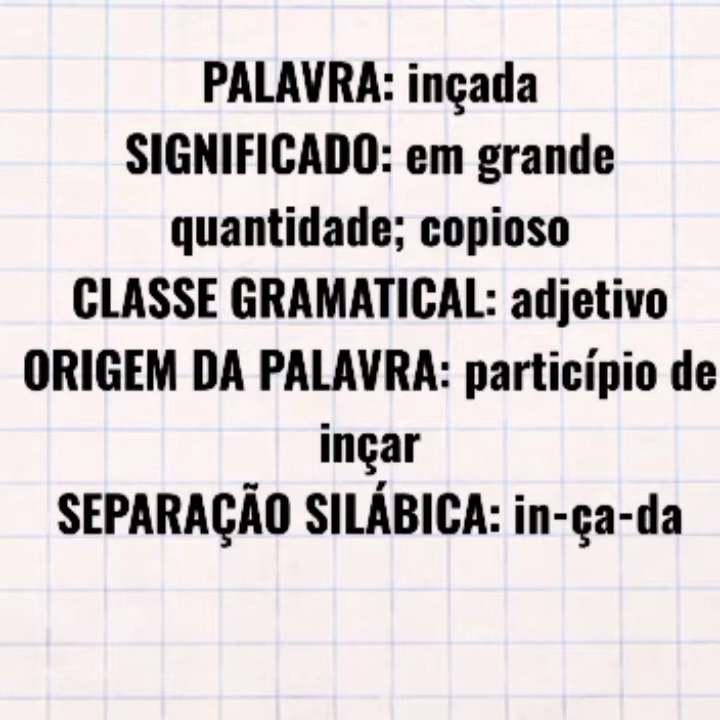 PALAVRA: inçada
SIGNIFICADO: em grande
quantidade; copioso
CLASSE GRAMATICAL: adjetivo
ORIGEM DA PALAVRA: particípio de
inçar
SEPARAÇÃO SILÁBICA: in-ça-da